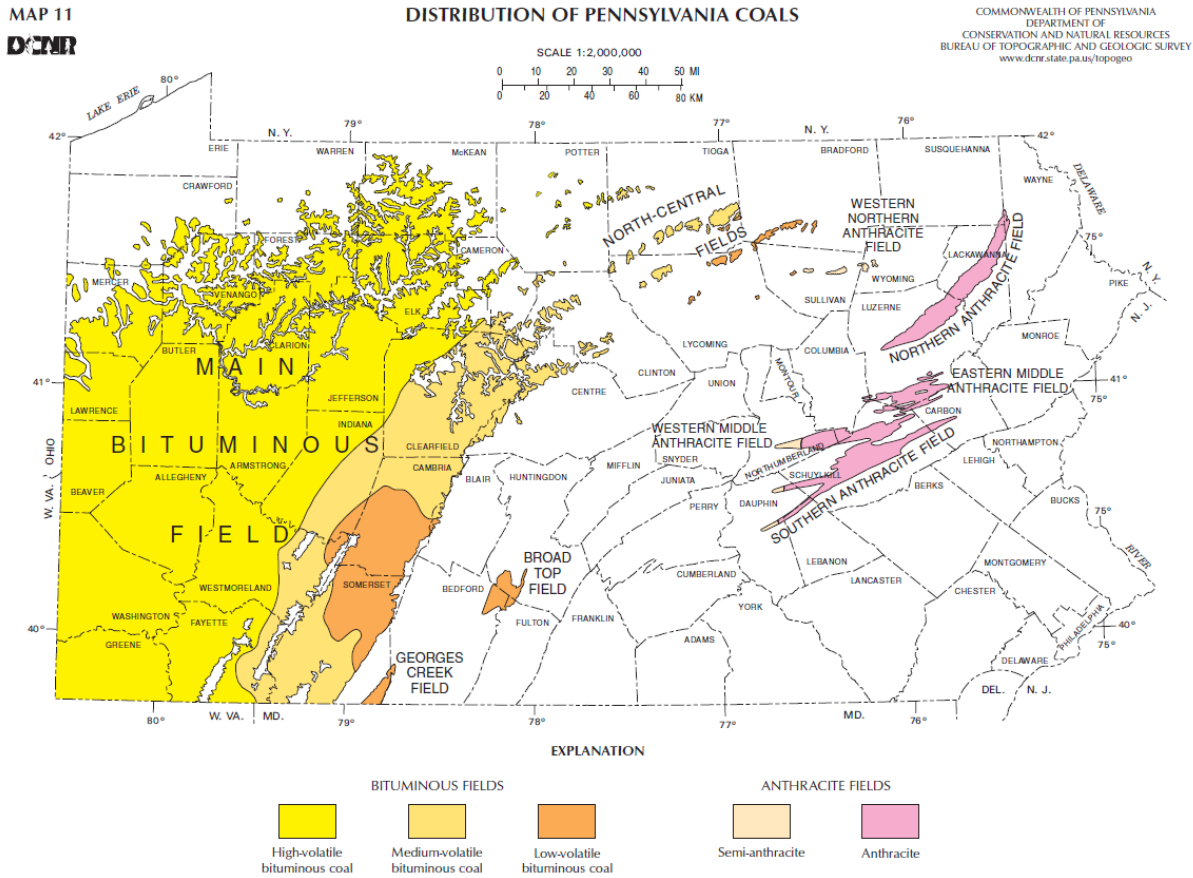 MAP 11
DCNR
DISTRIBUTION OF PENNSYLVANIA COALS
COMMONWEALTH OF PENNSYLVANIA
DEPARTMENT OF
CONSERVATION AND NATURAL RESOURCES
BUREAU OF TOPOGRAPHIC AND GEOLOGIC SURVEY
www.dcnr.state.pa.us/topogeo
SCALE 1:2,000,000
0 10 20 30 40 50 MI
0 20 40 60 80 KM
LAKE ERIE
80°
79°
78°
77°
76°
42°
N. Y.
N. Y.
42°
ERIE
WARREN
McKEAN
POTTER
TIOGA
BRADFORD
SUSQUEHANNA
WAYNE
DELAWARE
CRAWFORD
NORTH-CENTRAL
FIELDS
WESTERN
NORTHERN
ANTHRACITE
FIELD
FOREST
CAMERON
75°
LACKAWANNA
NORTHERN ANTHRACITE FIELD
N. Y.
N. J.
PIKE
MERCER
VENANGO
WYOMING
SULLIVAN
LUZERNE
ELK
MONROE
BUTLER
CLARION
LYCOMING
COLUMBIA
MAIN
CLINTON
UNION
MONTOUR
EASTERN MIDDLE
ANTHRACITE FIELD
41°
41°
75°
CENTRE
JEFFERSON
LAWRENCE
INDIANA
CARBON
WESTERN MIDDLE
ANTHRACITE FIELD
BITUMINOUS
CLEARFIELD
NORTHUMBERLAND
NORTHAMPTON
W. VA.
OHIO
ARMSTRONG
CAMBRIA
MIFFLIN
SNYDER
LEHIGH
ALLEGHENY
BLAIR
HUNTINGDON
JUNIATA
SCHUYLKILL
BERKS
BEAVER
PERRY
DAUPHIN
SOUTHERN ANTHRACITE FIELD
BUCKS
75°
FIELD
RIVER
BROAD
TOP
FIELD
LEBANON
MONTGOMERY
CUMBERLAND
LANCASTER
WESTMORELAND
SOMERSET
BEDFORD
CHESTER
YORK
WASHINGTON
FAYETTE
FULTON
FRANKLIN
40°
PHILADELPHIA
40°
75°
ADAMS
GREENE
GEORGES
CREEK
FIELD
DELAWARE
DEL.
N. J.
80°
W. VA.
MD.
79°
78°
77°
MD.
76°
EXPLANATION
BITUMINOUS FIELDS
ANTHRACITE FIELDS
High-volatile
bituminous coal
Medium-volatile
bituminous coal
Low-volatile
bituminous coal
Semi-anthracite
Anthracite